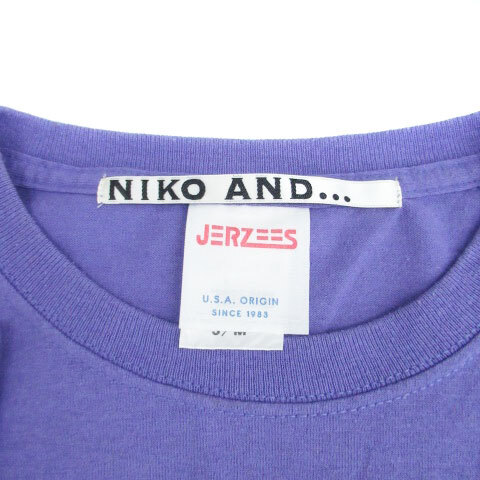 NIKO AND...
JERZEES
U.S.A. ORIGIN
SINCE 1983